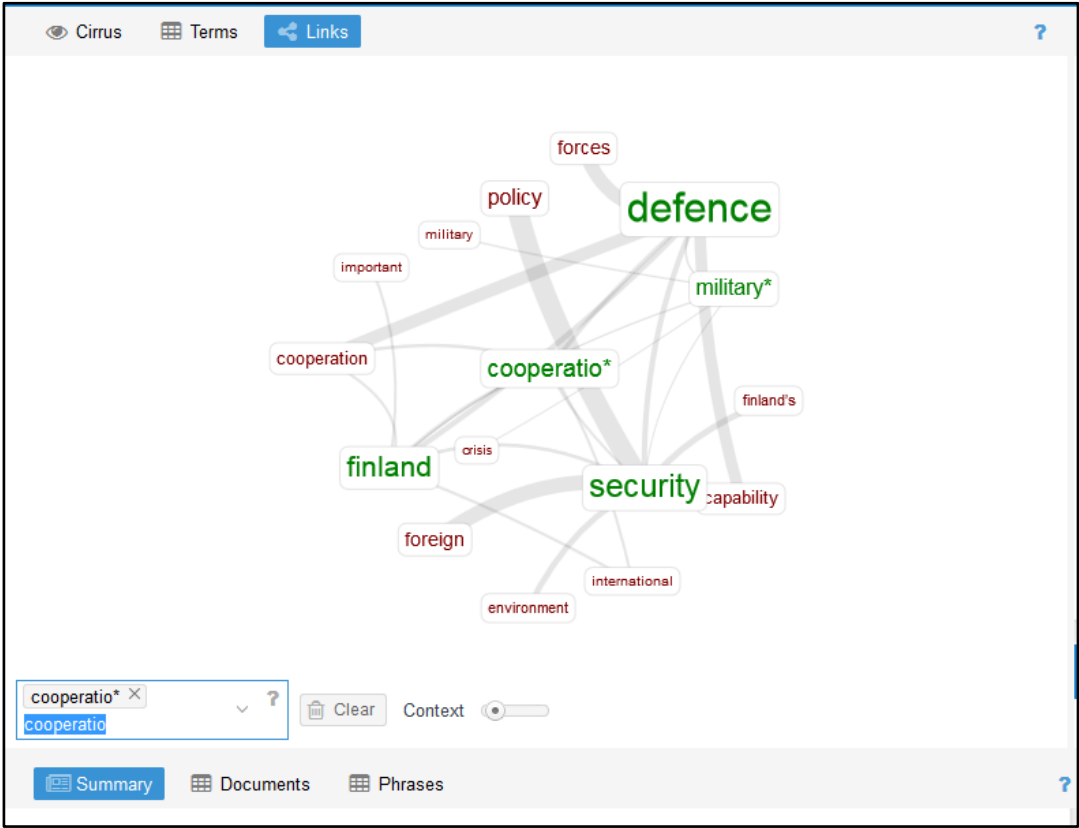 Cirrus Terms Links ?
forces
policy
defence
military
important
military*
cooperation
cooperatio*
finland's
crisis
finland
security
capability
foreign
international
environment
cooperatio* × ?
cooperatio
Clear Context
Summary Documents Phrases ?